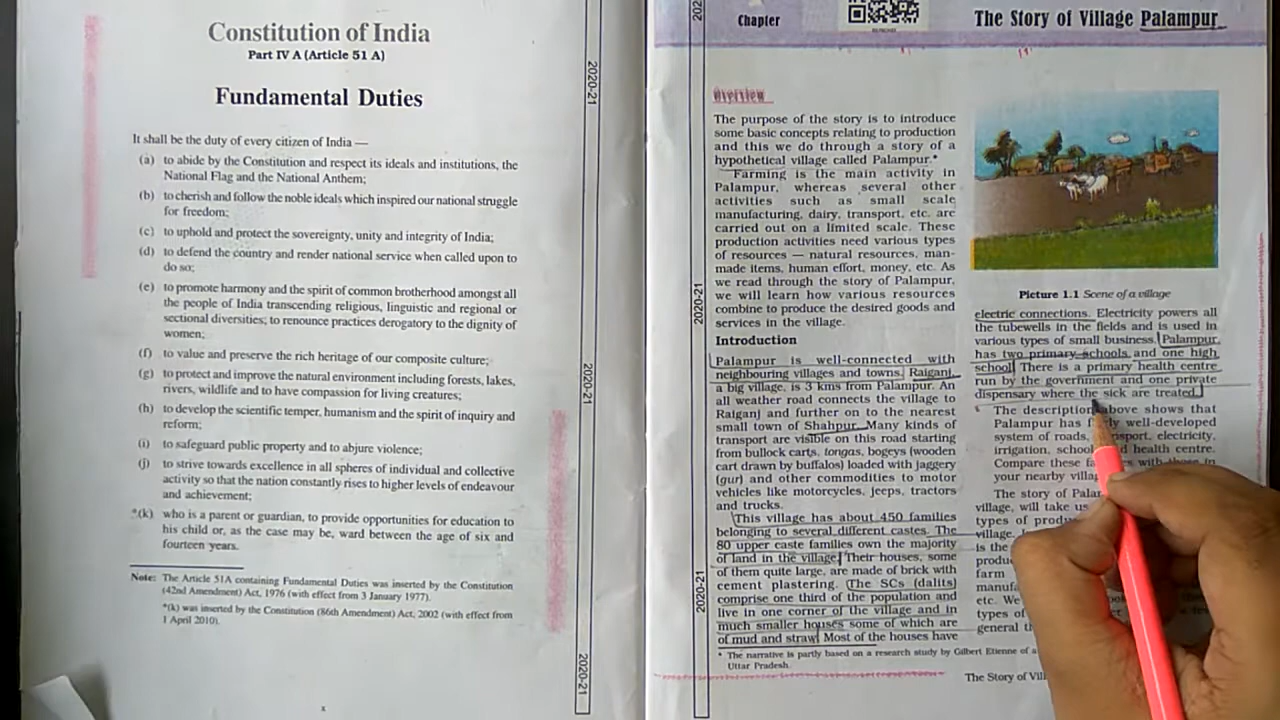 Constitution of India
Part IV A (Article 51 A)
Fundamental Duties
It shall be the duty of every citizen of India —
(a) to abide by the Constitution and respect its ideals and institutions, the
National Flag and the National Anthem;
(b) to cherish and follow the noble ideals which inspired our national struggle
for freedom;
(c) to uphold and protect the sovereignty, unity and integrity of India;
(d) to defend the country and render national service when called upon to
do so;
(e) to promote harmony and the spirit of common brotherhood amongst all
the people of India transcending religious, linguistic and regional or
sectional diversities; to renounce practices derogatory to the dignity of
women;
(f) to value and preserve the rich heritage of our composite culture;
(g) to protect and improve the natural environment including forests, lakes,
rivers, wildlife and to have compassion for living creatures;
(h) to develop the scientific temper, humanism and the spirit of inquiry and
reform;
(i) to safeguard public property and to abjure violence;
(j) to strive towards excellence in all spheres of individual and collective
activity so that the nation constantly rises to higher levels of endeavour
and achievement;
*(k) who is a parent or guardian, to provide opportunities for education to
his child or, as the case may be, ward between the age of six and
fourteen years.
Note: The Article 51A containing Fundamental Duties was inserted by the Constitution
(42nd Amendment) Act, 1976 (with effect from 3 January 1977).
*(k) was inserted by the Constitution (86th Amendment) Act, 2002 (with effect from
1 April 2010).
x
2020-21
2020-21
2020-21
202
2020-21
2020-21
Chapter
The Story of Village Palampur
Overview
The purpose of the story is to introduce
some basic concepts relating to production
and this we do through a story of a
hypothetical village called Palampur.*
Farming is the main activity in
Palampur, whereas several other
activities such as small scale
manufacturing, dairy, transport, etc. are
carried out on a limited scale. These
production activities need various types
of resources — natural resources, man-
made items, human effort, money, etc. As
we read through the story of Palampur,
we will learn how various resources
combine to produce the desired goods and
services in the village.
Introduction
Palampur is well-connected with
neighbouring villages and towns. Raiganj,
a big village, is 3 kms from Palampur. An
all weather road connects the village to
Raiganj and further on to the nearest
small town of Shahpur. Many kinds of
transport are visible on this road starting
from bullock carts, tongas, bogeys (wooden
cart drawn by buffalos) loaded with jaggery
(gur) and other commodities to motor
vehicles like motorcycles, jeeps, tractors
and trucks.
This village has about 450 families
belonging to several different castes. The
80 upper caste families own the majority
of land in the village. Their houses, some
of them quite large, are made of brick with
cement plastering. The SCs (dalits)
comprise one third of the population and
live in one corner of the village and in
much smaller houses some of which are
of mud and straw. Most of the houses have
* The narrative is partly based on a research study by Gilbert Etienne of a
Uttar Pradesh.
Picture 1.1 Scene of a village
electric connections. Electricity powers all
the tubewells in the fields and is used in
various types of small business. Palampur
has two primary schools and one high
school. There is a primary health centre
run by the government and one private
dispensary where the sick are treated.
The description above shows that
Palampur has well-developed
system of roads, electricity,
irrigation, health centre.
Compare these with those in
your nearby
The story of
village, will take us
types of
village.
is the
farm
etc. We
types of
general
The Story of